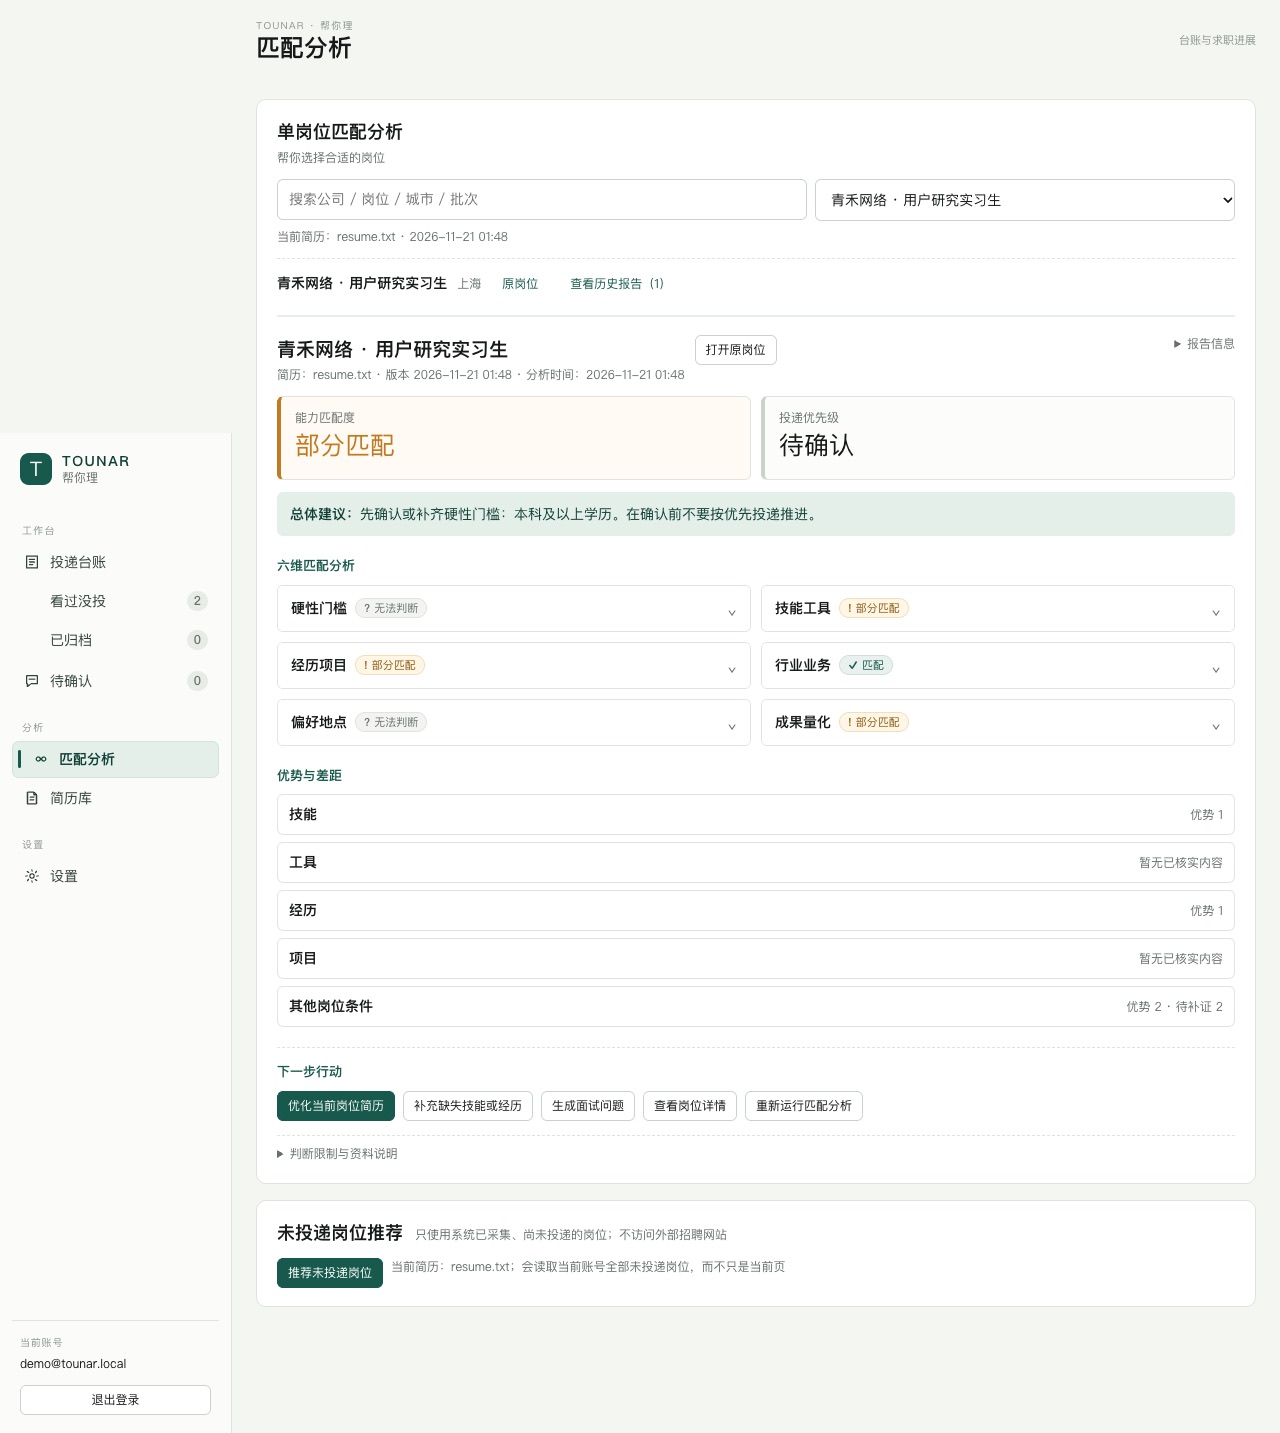 TOUNAR · 帮你理
匹配分析
台账与求职进展
单岗位匹配分析
帮你选择合适的岗位
搜索公司 / 岗位 / 城市 / 批次
青禾网络 · 用户研究实习生
当前简历：resume.txt · 2026-11-21 01:48
青禾网络 · 用户研究实习生 上海 原岗位 查看历史报告（1）
青禾网络 · 用户研究实习生
打开原岗位
▶ 报告信息
简历：resume.txt · 版本 2026-11-21 01:48 · 分析时间：2026-11-21 01:48
能力匹配度
部分匹配
投递优先级
待确认
总体建议：先确认或补齐硬性门槛：本科及以上学历。在确认前不要按优先投递推进。
六维匹配分析
硬性门槛 ? 无法判断
技能工具 ! 部分匹配
经历项目 ! 部分匹配
行业业务 ✓ 匹配
偏好地点 ? 无法判断
成果量化 ! 部分匹配
优势与差距
技能 优势 1
工具 暂无已核实内容
经历 优势 1
项目 暂无已核实内容
其他岗位条件 优势 2 · 待补证 2
下一步行动
优化当前岗位简历
补充缺失技能或经历
生成面试问题
查看岗位详情
重新运行匹配分析
▶ 判断限制与资料说明
未投递岗位推荐 只使用系统已采集、尚未投递的岗位；不访问外部招聘网站
推荐未投递岗位
当前简历：resume.txt；会读取当前账号全部未投递岗位，而不只是当前页
T
TOUNAR
帮你理
工作台
投递台账
看过没投 2
已归档 0
待确认 0
分析
匹配分析
简历库
设置
设置
当前账号
demo@tounar.local
退出登录